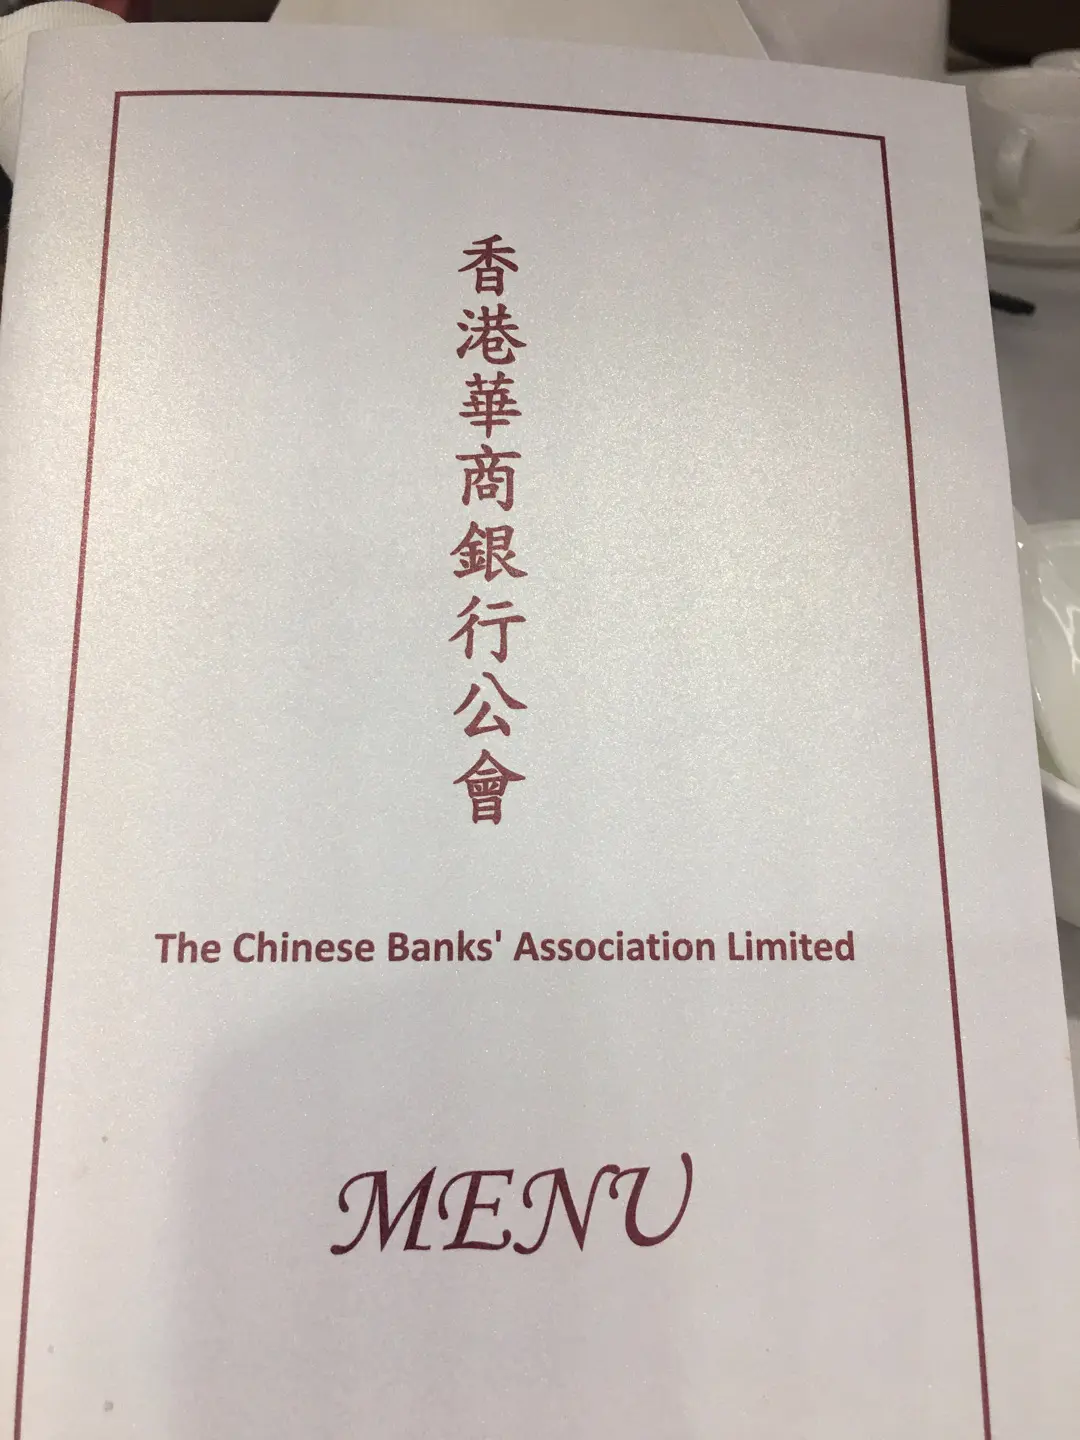 香港華商銀行公會
The Chinese Banks' Association Limited
MENU